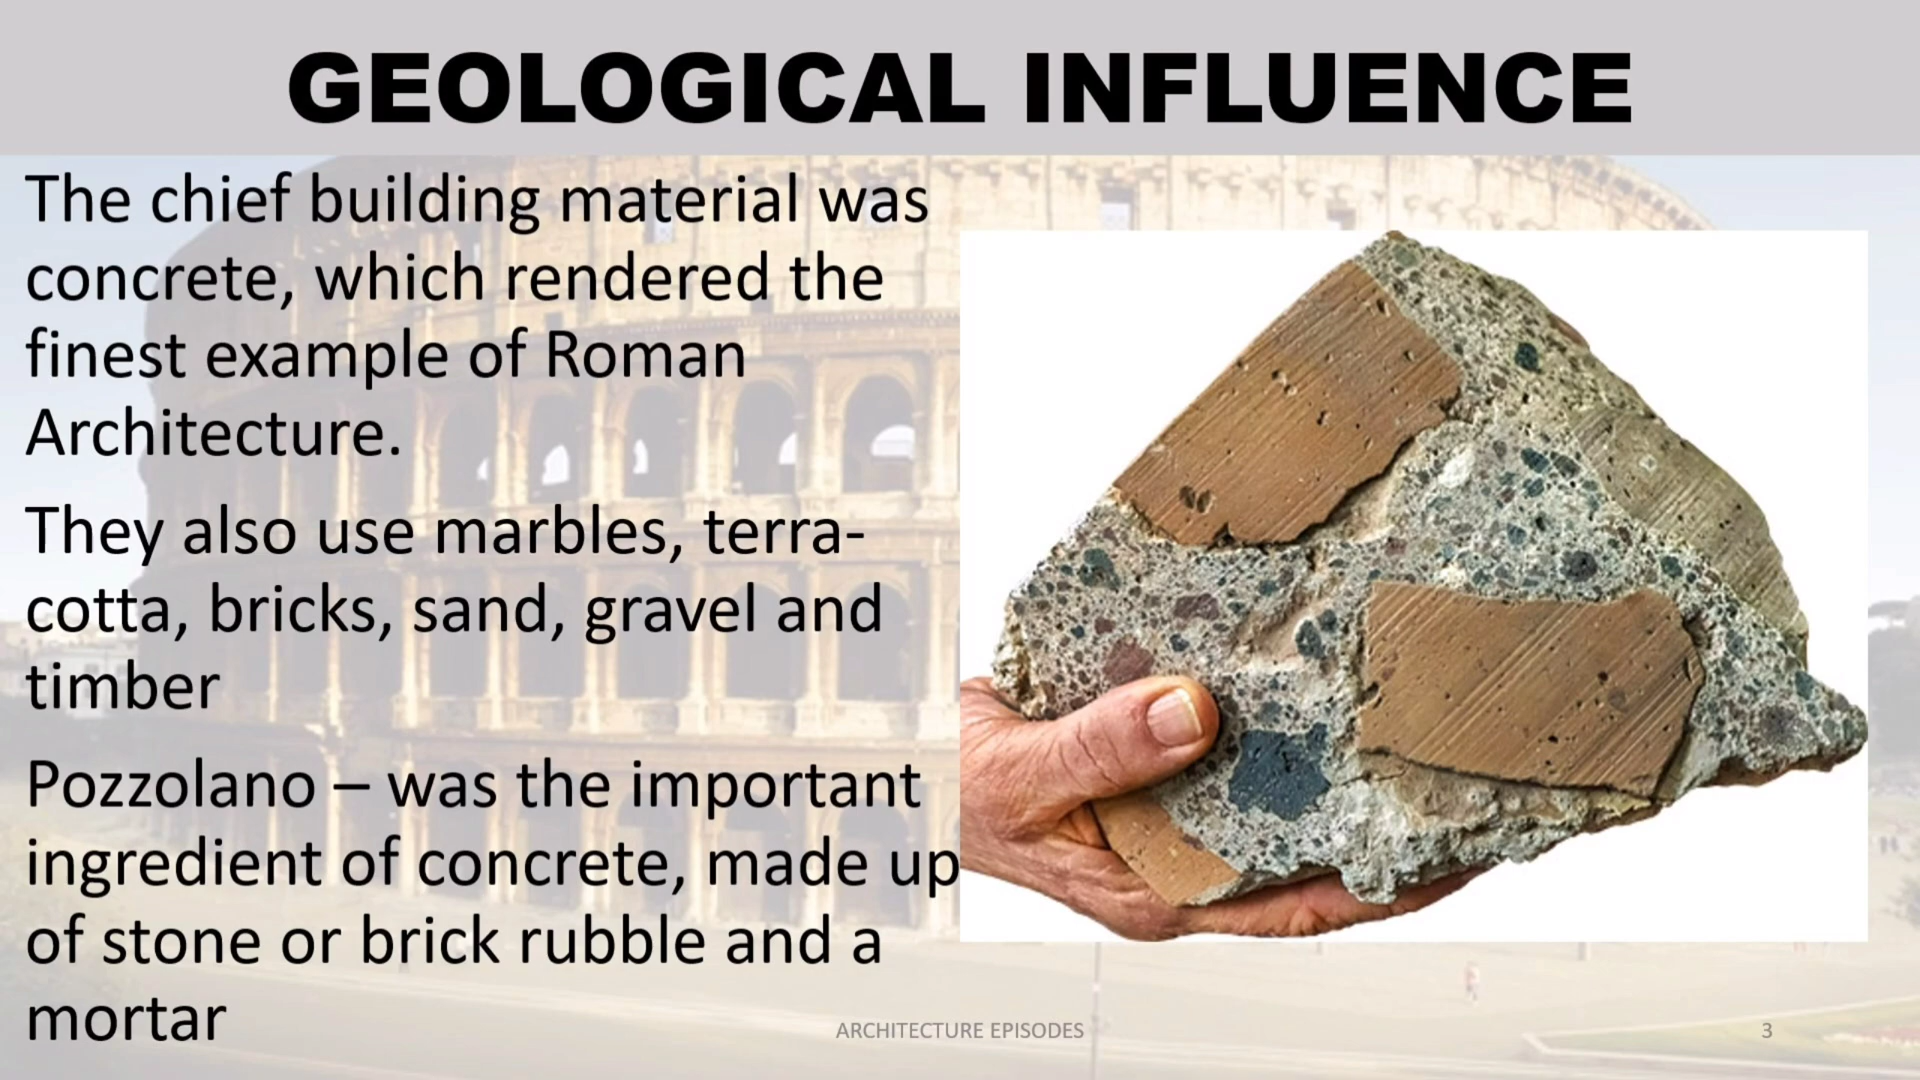 GEOLOGICAL INFLUENCE
The chief building material was
concrete, which rendered the
finest example of Roman
Architecture.
They also use marbles, terra-
cotta, bricks, sand, gravel and
timber
Pozzolano – was the important
ingredient of concrete, made up
of stone or brick rubble and a
mortar
ARCHITECTURE EPISODES
3